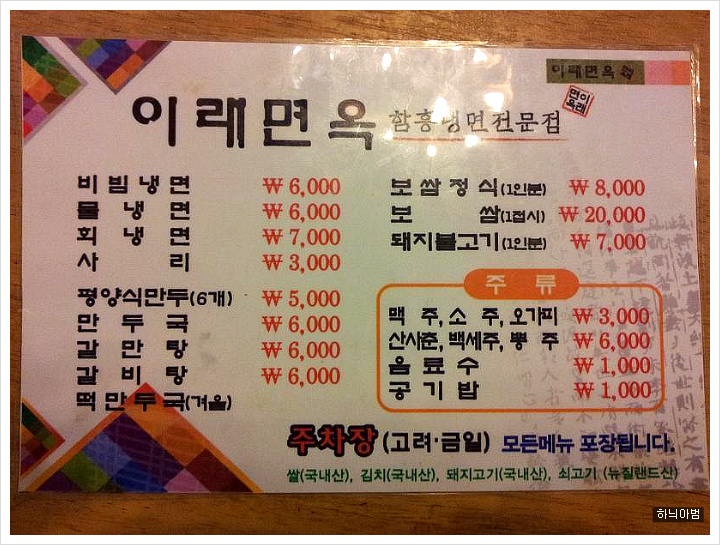 이래면옥
면이
옥래
이래면옥 함흥냉면전문점
비빔냉면 ₩ 6,000
물냉면 ₩ 6,000
회냉면 ₩ 7,000
사리 ₩ 3,000
평양식만두(6개) ₩ 5,000
만두국 ₩ 6,000
갈만탕 ₩ 6,000
갈비탕 ₩ 6,000
떡만두국(겨울)
보쌈정식(1인분) ₩ 8,000
보쌈(1접시) ₩ 20,000
돼지불고기(1인분) ₩ 7,000
주류
맥주,소주,오가피 ₩ 3,000
산사춘,백세주,뽕주 ₩ 6,000
음료수 ₩ 1,000
공기밥 ₩ 1,000
주차장(고려·금일) 모든메뉴 포장됩니다.
쌀(국내산), 김치(국내산), 돼지고기(국내산), 쇠고기 (뉴질랜드산)
하닉아범